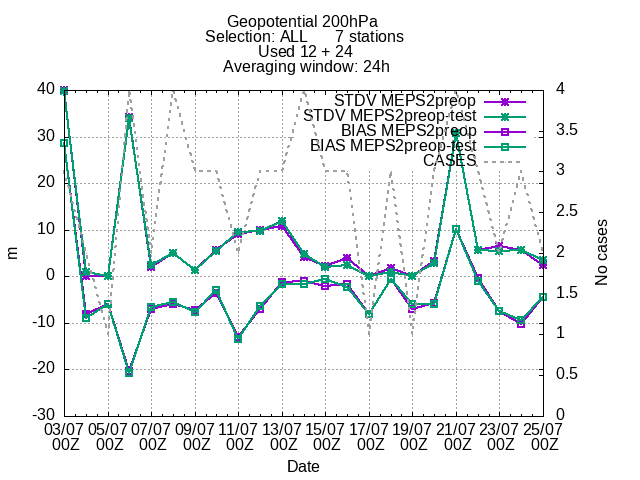 Geopotential 200hPa
Selection: ALL 7 stations
Used 12 + 24
Averaging window: 24h
STDV MEPS2preop
STDV MEPS2preop-test
BIAS MEPS2preop
BIAS MEPS2preop-test
CASES
40
30
20
10
0
-10
-20
-30
m
4
3.5
3
2.5
2
1.5
1
0.5
0
No cases
03/07 05/07 07/07 09/07 11/07 13/07 15/07 17/07 19/07 21/07 23/07 25/07
00Z 00Z 00Z 00Z 00Z 00Z 00Z 00Z 00Z 00Z 00Z 00Z
Date